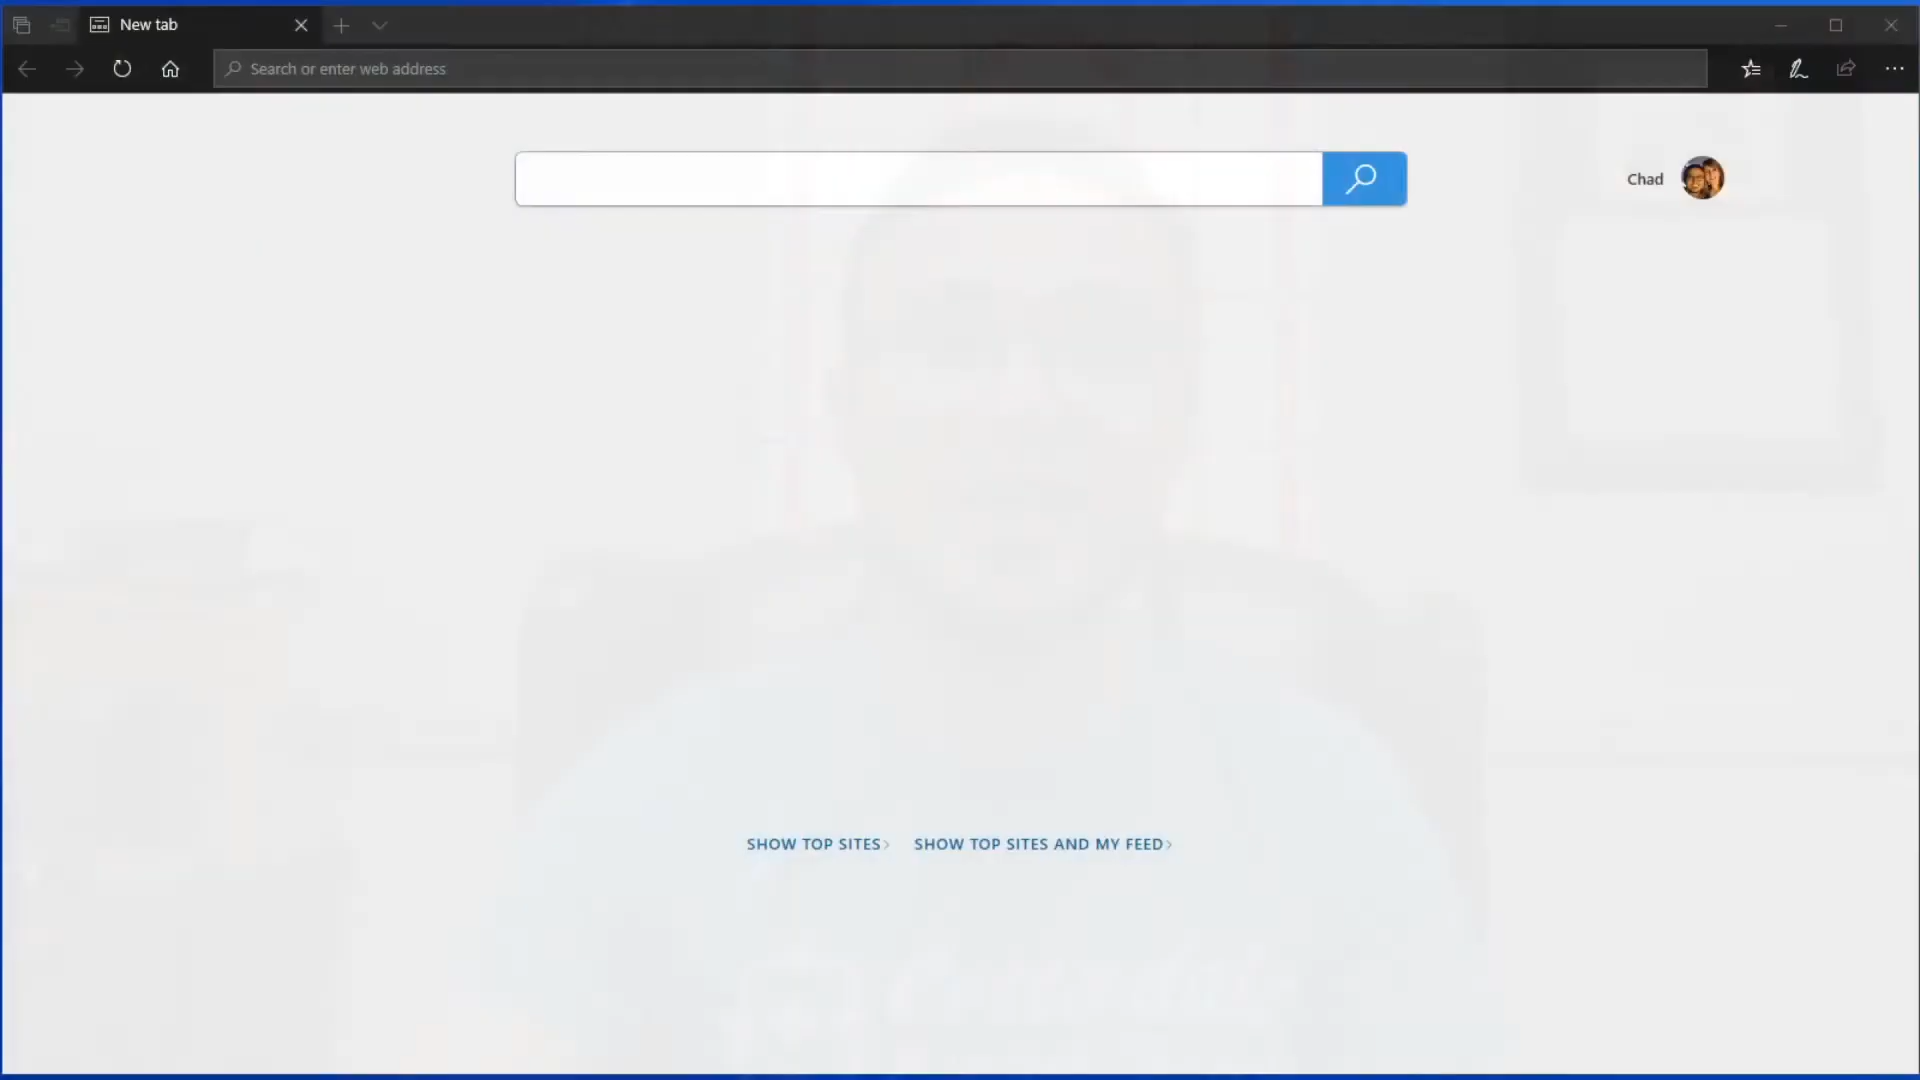 New tab
Search or enter web address
Chad
SHOW TOP SITES
SHOW TOP SITES AND MY FEED